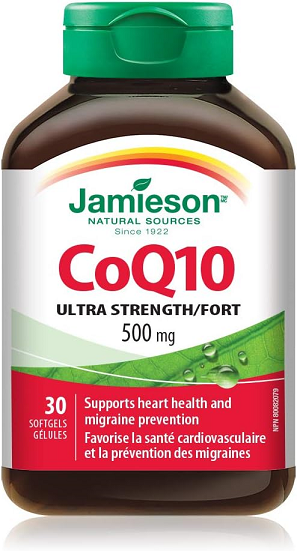 Jamieson™
NATURAL SOURCES
Since 1922
CoQ10
ULTRA STRENGTH/FORT
500 mg
30
SOFTGELS
GÉLULES
Supports heart health and
migraine prevention
Favorise la santé cardiovasculaire
et la prévention des migraines
NPN 80082079